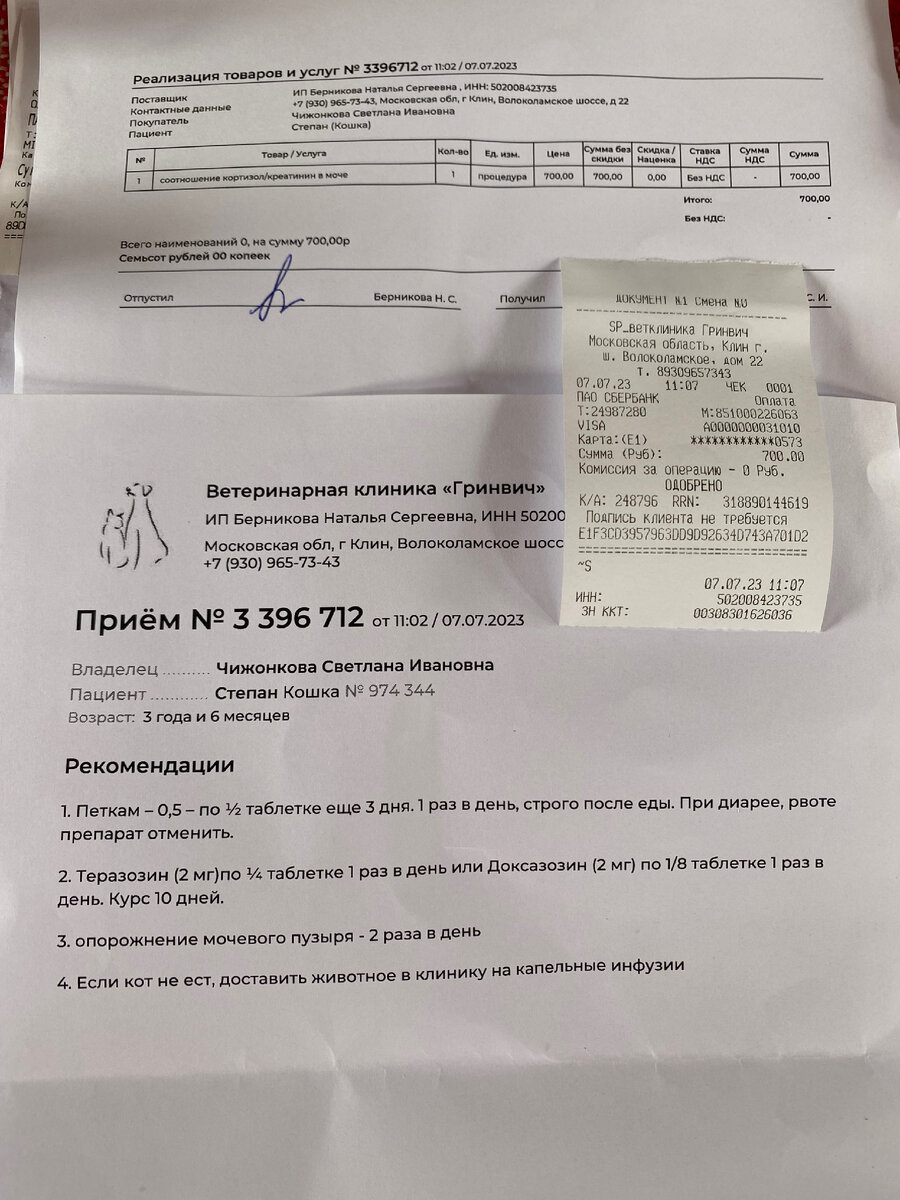 Реализация товаров и услуг № 3396712 от 11:02 / 07.07.2023
Поставщик ИП Берникова Наталья Сергеевна , ИНН: 502008423735
Контактные данные +7 (930) 965-73-43, Московская обл, г Клин, Волоколамское шоссе, д 22
Покупатель Чижонкова Светлана Ивановна
Пациент Степан (Кошка)
№ Товар / Услуга Кол-во Ед. изм. Цена Сумма без скидки Скидка / Наценка Ставка НДС Сумма НДС Сумма
1 соотношение кортизол/креатинин в моче 1 процедура 700,00 700,00 0,00 Без НДС - 700,00
Итого: 700,00
Без НДС: -
Всего наименований 0, на сумму 700,00р
Семьсот рублей 00 копеек
Отпустил Берникова Н. С. Получил С. И.
ДОКУМЕНТ №1 Смена №0
SP_ветклиника Гринвич
Московская область, Клин г.
ш. Волоколамское, дом 22
т. 89309657343
07.07.23 11:07 ЧЕК 0001
ПАО СБЕРБАНК Оплата
Т:24987280 М:851000226063
VISA A0000000031010
Карта:(E1) ************0573
Сумма (Руб): 700.00
Комиссия за операцию - 0 Руб.
ОДОБРЕНО
К/А: 248796 RRN: 318890144619
Подпись клиента не требуется
E1F3CD3957963DD9D92634D743A701D2
~S
07.07.23 11:07
ИНН: 502008423735
ЗН ККТ: 00308301626036
Ветеринарная клиника «Гринвич»
ИП Берникова Наталья Сергеевна, ИНН 50200
Московская обл, г Клин, Волоколамское шосс
+7 (930) 965-73-43
Приём № 3 396 712 от 11:02 / 07.07.2023
Владелец .......... Чижонкова Светлана Ивановна
Пациент ............ Степан Кошка № 974 344
Возраст: 3 года и 6 месяцев
Рекомендации
1. Петкам – 0,5 – по ½ таблетке еще 3 дня. 1 раз в день, строго после еды. При диарее, рвоте
препарат отменить.
2. Теразозин (2 мг)по ¼ таблетке 1 раз в день или Доксазозин (2 мг) по 1/8 таблетке 1 раз в
день. Курс 10 дней.
3. опорожнение мочевого пузыря - 2 раза в день
4. Если кот не ест, доставить животное в клинику на капельные инфузии